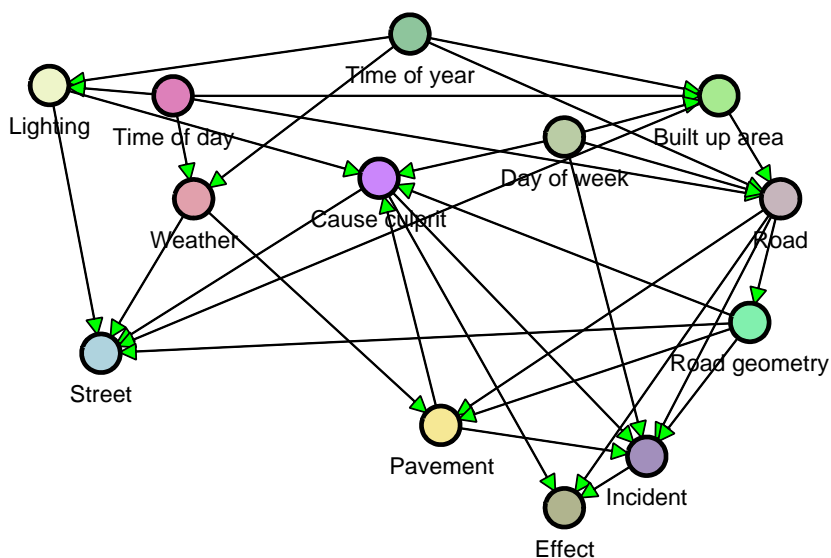 Time of year
Lighting
Time of day
Built up area
Day of week
Cause culprit
Weather
Road
Road geometry
Street
Pavement
Incident
Effect